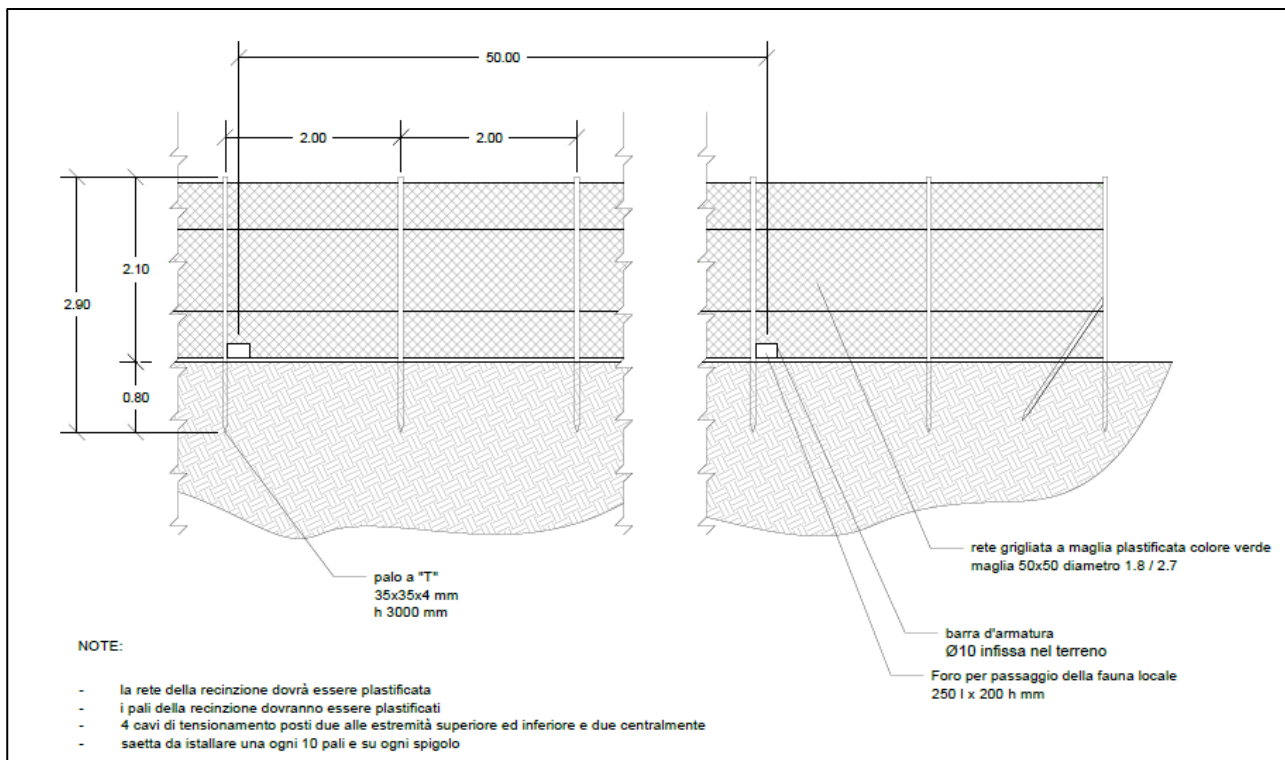 50.00
2.00
2.00
2.10
2.90
0.80
rete grigliata a maglia plastificata colore verde
maglia 50x50 diametro 1.8 / 2.7
palo a "T"
35x35x4 mm
h 3000 mm
barra d'armatura
Ø10 infissa nel terreno
Foro per passaggio della fauna locale
250 l x 200 h mm
NOTE:
- la rete della recinzione dovrà essere plastificata
- i pali della recinzione dovranno essere plastificati
- 4 cavi di tensionamento posti due alle estremità superiore ed inferiore e due centralmente
- saetta da istallare una ogni 10 pali e su ogni spigolo